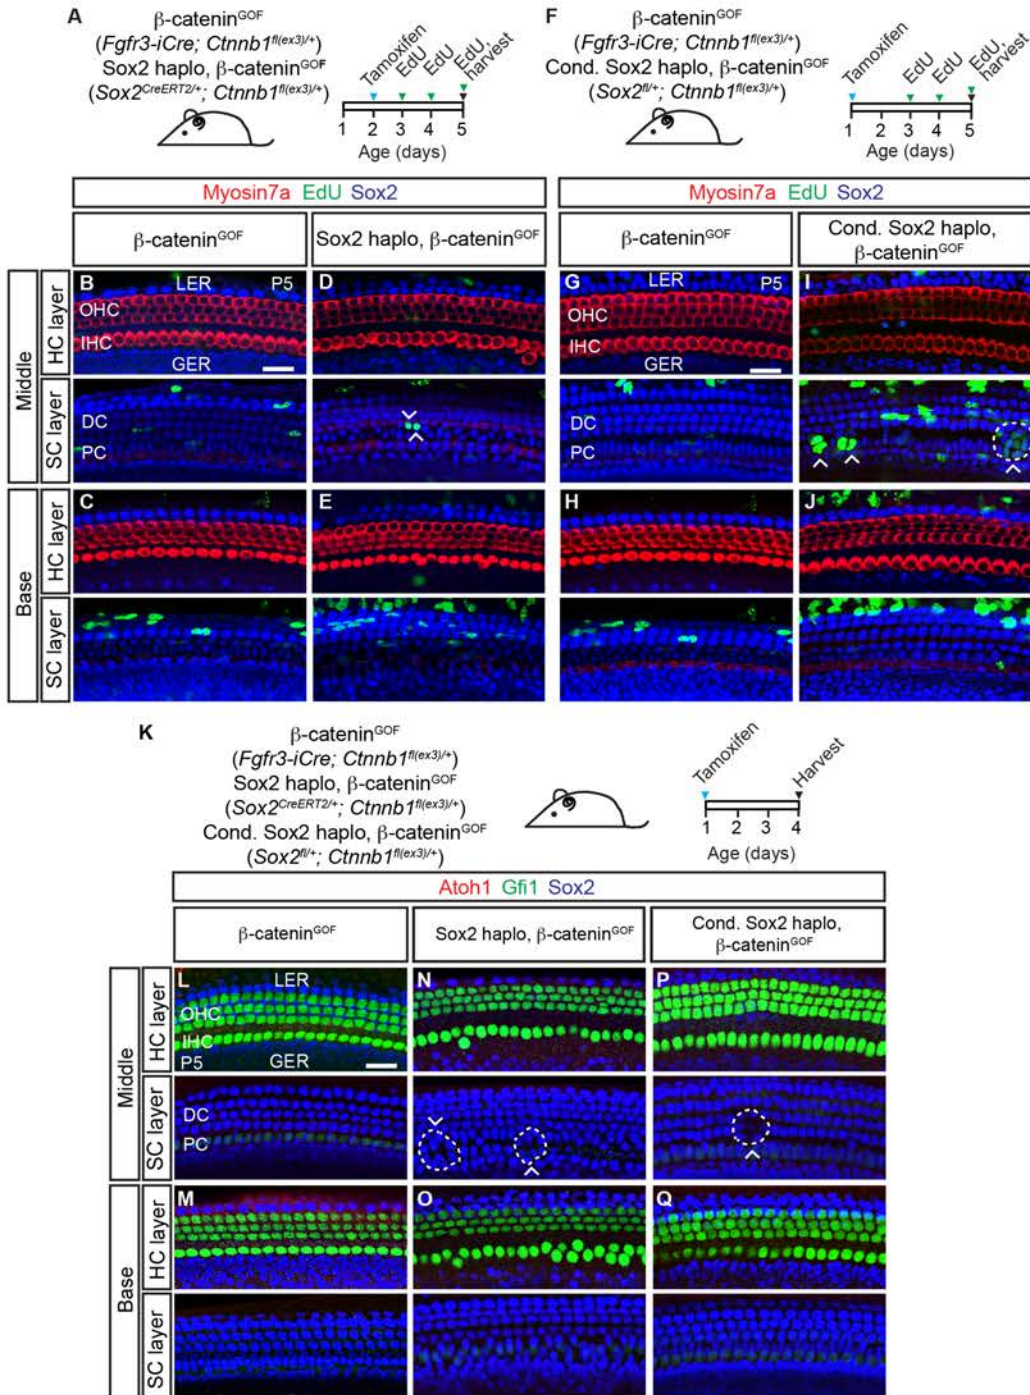 A
β-catenin^GOF
(Fgfr3-iCre; Ctnnb1^fl(ex3)/+)
Sox2 haplo, β-catenin^GOF
(Sox2^CreERT2/+; Ctnnb1^fl(ex3)/+)
Tamoxifen
EdU
EdU
EdU,
harvest
1 2 3 4 5
Age (days)
F
β-catenin^GOF
(Fgfr3-iCre; Ctnnb1^fl(ex3)/+)
Cond. Sox2 haplo, β-catenin^GOF
(Sox2^fl/+; Ctnnb1^fl(ex3)/+)
Tamoxifen
EdU
EdU
EdU,
harvest
1 2 3 4 5
Age (days)
Myosin7a EdU Sox2
Myosin7a EdU Sox2
β-catenin^GOF
Sox2 haplo, β-catenin^GOF
β-catenin^GOF
Cond. Sox2 haplo,
β-catenin^GOF
Middle
HC layer
SC layer
Base
HC layer
SC layer
B LER P5
OHC
IHC
GER
DC
PC
D
G LER P5
OHC
IHC
GER
DC
PC
I
C
E
H
J
K
β-catenin^GOF
(Fgfr3-iCre; Ctnnb1^fl(ex3)/+)
Sox2 haplo, β-catenin^GOF
(Sox2^CreERT2/+; Ctnnb1^fl(ex3)/+)
Cond. Sox2 haplo, β-catenin^GOF
(Sox2^fl/+; Ctnnb1^fl(ex3)/+)
Tamoxifen
Harvest
1 2 3 4
Age (days)
Atoh1 Gfi1 Sox2
β-catenin^GOF
Sox2 haplo, β-catenin^GOF
Cond. Sox2 haplo,
β-catenin^GOF
Middle
HC layer
SC layer
Base
HC layer
SC layer
L LER
OHC
IHC
P5 GER
DC
PC
N
P
M
O
Q